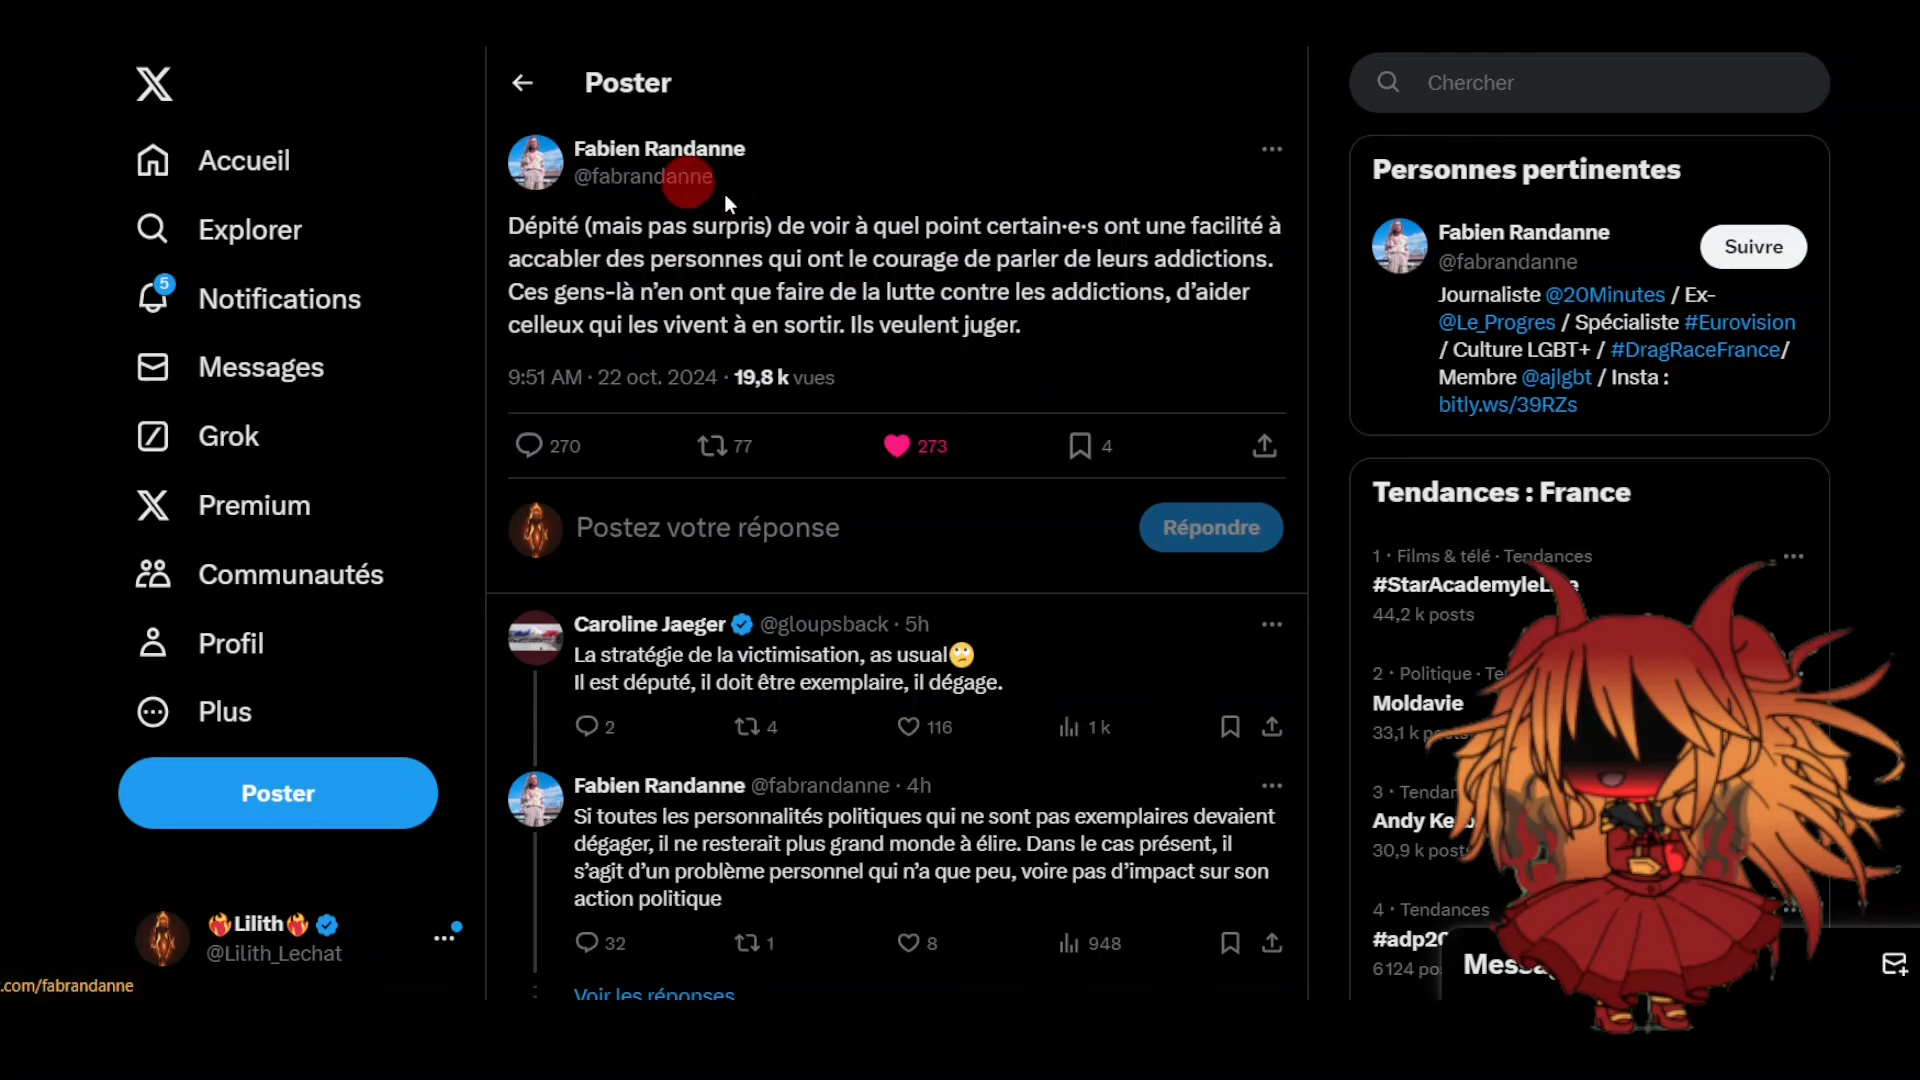 Accueil
Explorer
5
Notifications
Messages
Grok
Premium
Communautés
Profil
Plus
Poster
Lilith
@Lilith_Lechat
.com/fabrandanne
Poster
Fabien Randanne
@fabrandanne
Dépité (mais pas surpris) de voir à quel point certain·e·s ont une facilité à
accabler des personnes qui ont le courage de parler de leurs addictions.
Ces gens-là n'en ont que faire de la lutte contre les addictions, d'aider
celleux qui les vivent à en sortir. Ils veulent juger.
9:51 AM · 22 oct. 2024 · 19,8 k vues
270 77 273 4
Postez votre réponse
Répondre
Caroline Jaeger @gloupsback · 5h
La stratégie de la victimisation, as usual🙄
Il est député, il doit être exemplaire, il dégage.
2 4 116 1 k
Fabien Randanne @fabrandanne · 4h
Si toutes les personnalités politiques qui ne sont pas exemplaires devaient
dégager, il ne resterait plus grand monde à élire. Dans le cas présent, il
s'agit d'un problème personnel qui n'a que peu, voire pas d'impact sur son
action politique
32 1 8 948
Voir les réponses
Chercher
Personnes pertinentes
Fabien Randanne
@fabrandanne
Suivre
Journaliste @20Minutes / Ex-
@Le_Progres / Spécialiste #Eurovision
/ Culture LGBT+ / #DragRaceFrance/
Membre @ajlgbt / Insta :
bitly.ws/39RZs
Tendances : France
1 · Films & télé · Tendances
44,2 k posts
2 · Politique ·
Moldavie
33,1 k posts
3 ·
Andy
30,9 k posts
4 · Tendances
6 124